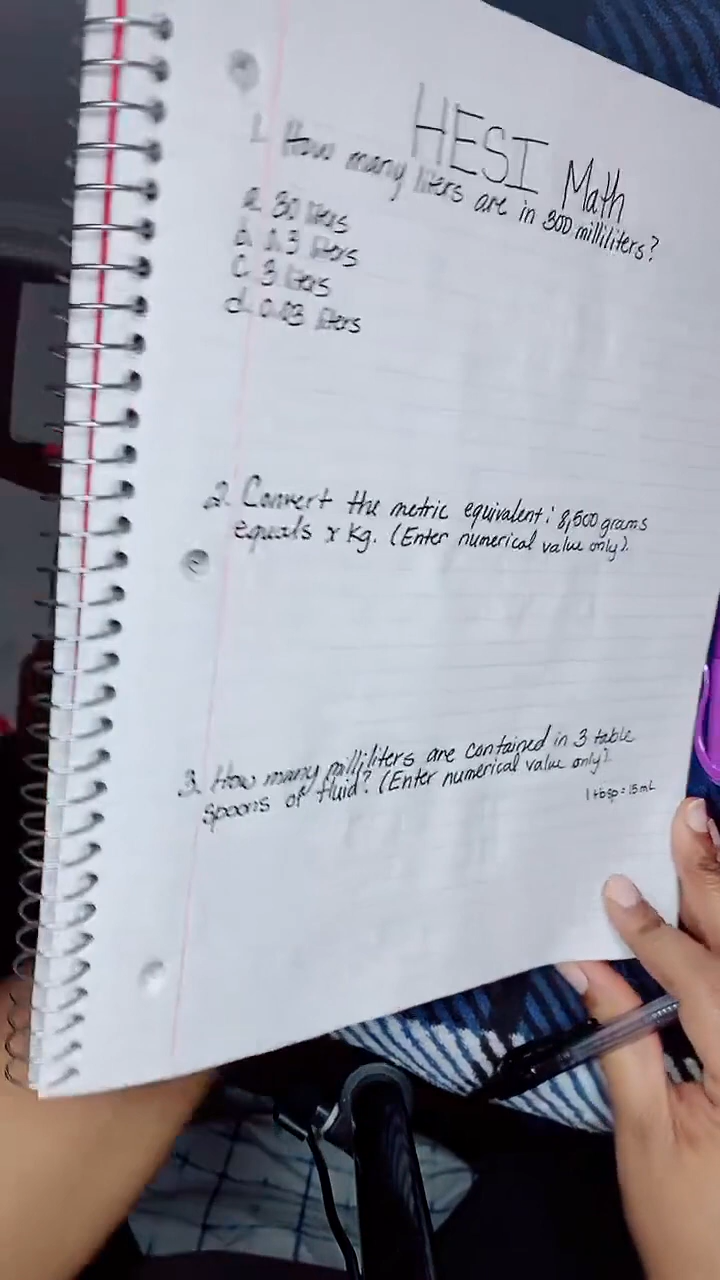 HESI Math
1. How many liters are in 300 milliliters?
a. 30 liters
b. 0.3 liters
c. 3 liters
d. 0.03 liters
2. Convert the metric equivalent: 8,500 grams
equals x Kg. (Enter numerical value only).
3. How many milliliters are contained in 3 table
spoons of fluid? (Enter numerical value only).
1 tbsp = 15mL